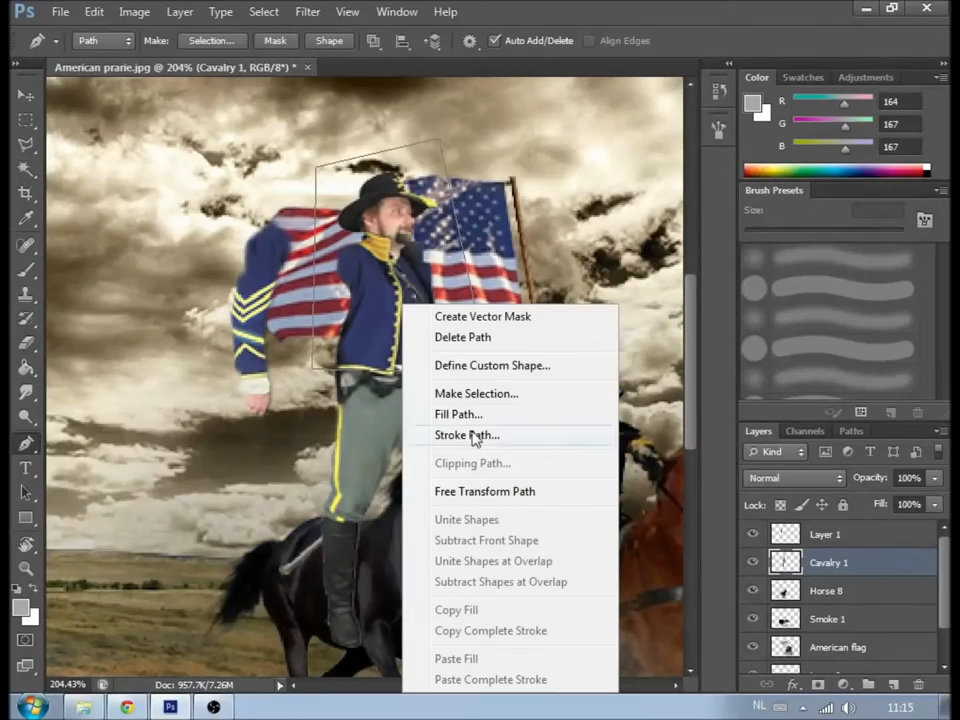 Ps File Edit Image Layer Type Select Filter View Window Help
Path Make: Selection... Mask Shape Auto Add/Delete Align Edges
American prarie.jpg @ 204% (Cavalry 1, RGB/8*) * ×
Color Swatches Adjustments
R 164
G 167
B 167
Brush Presets
Size:
Create Vector Mask
Delete Path
Define Custom Shape...
Make Selection...
Fill Path...
Stroke Path...
Clipping Path...
Free Transform Path
Unite Shapes
Subtract Front Shape
Unite Shapes at Overlap
Subtract Shapes at Overlap
Copy Fill
Copy Complete Stroke
Paste Fill
Paste Complete Stroke
Layers Channels Paths
Kind
Normal Opacity: 100%
Lock: Fill: 100%
Layer 1
Cavalry 1
Horse 8
Smoke 1
American flag
204.43% Doc: 957.7K/7.26M
Ps NL 11:15